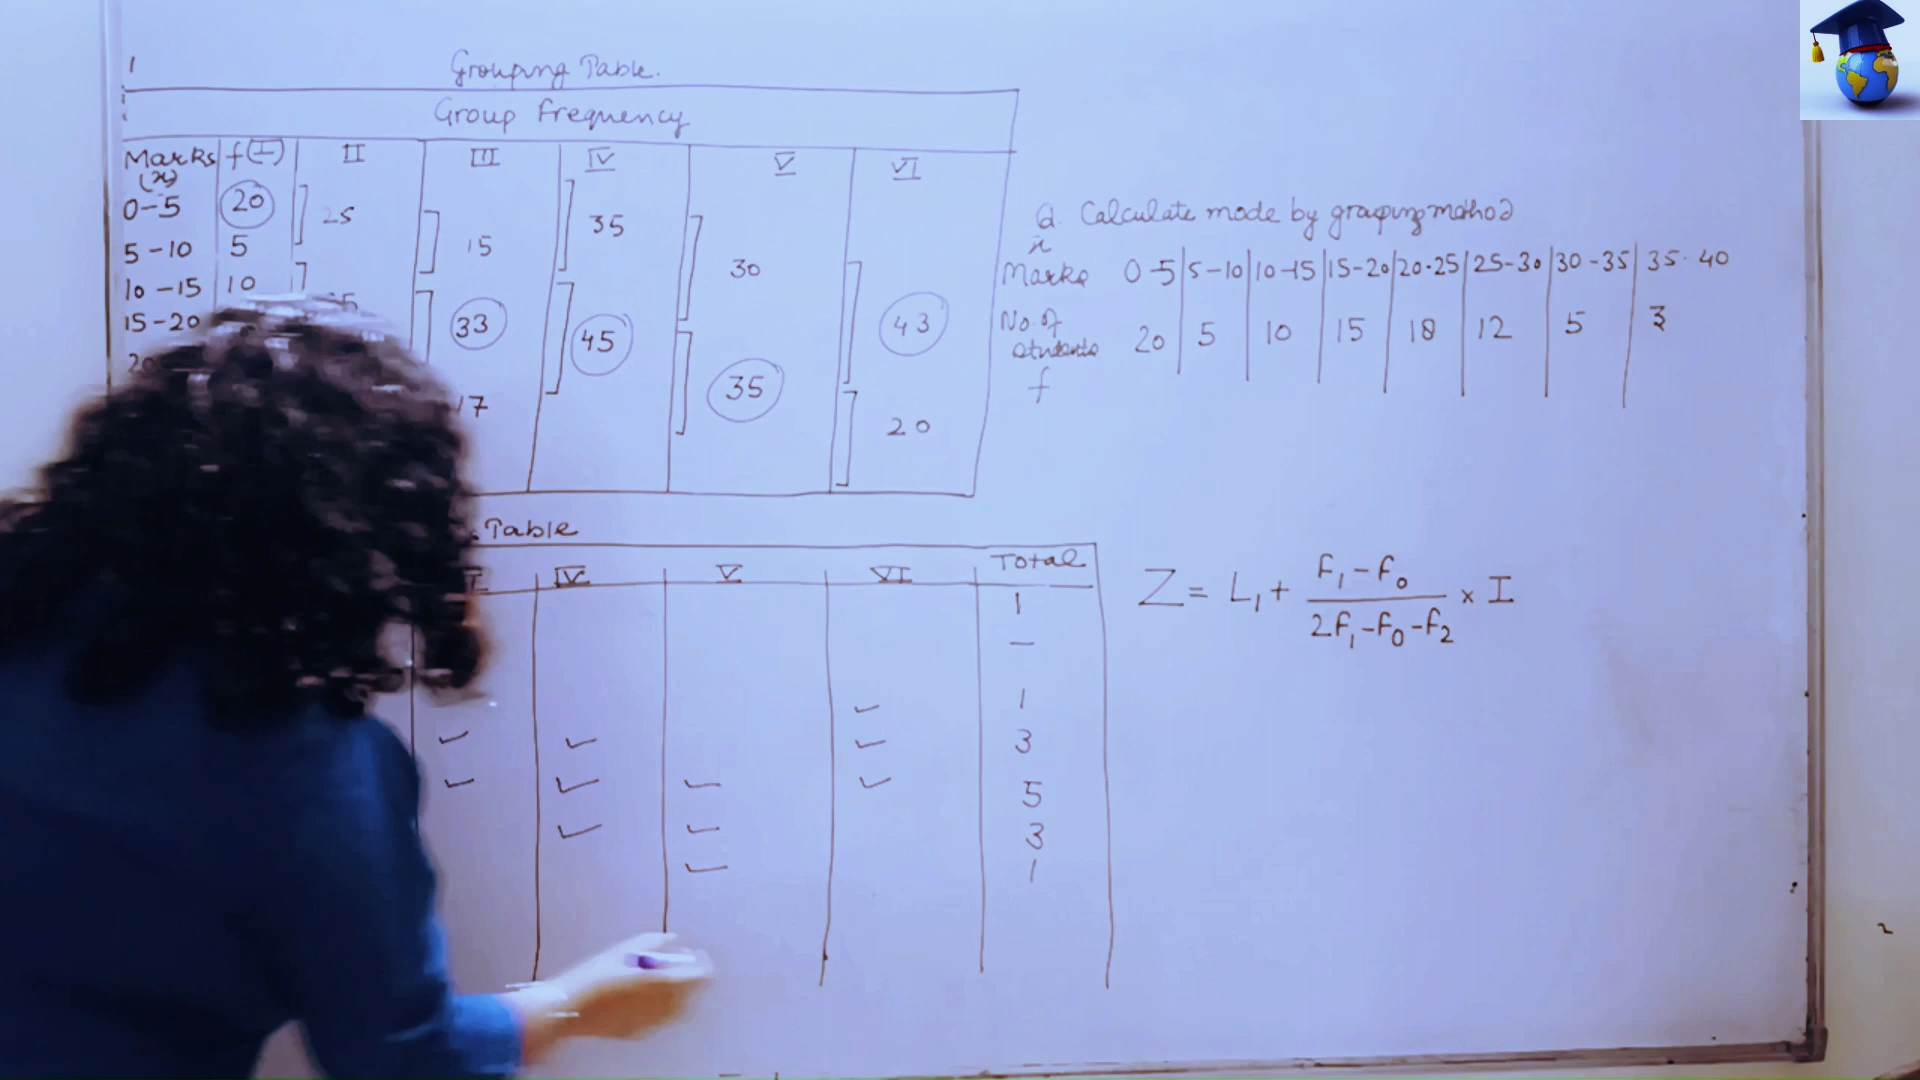 Grouping Table.
Group Frequency
Marks (x) f(I) II III IV V VI
0-5 20 25 35
5-10 5 15 30
10-15 10
15-20 33 45 43
35
17
20
Q. Calculate mode by grouping method
x
Marks 0-5 5-10 10-15 15-20 20-25 25-30 30-35 35-40
No. of students 20 5 10 15 18 12 5 3
f
Table
IV V VI Total
1
—
1
3
5
3
1
Z = L₁ + (f₁ - f₀) / (2f₁ - f₀ - f₂) × I